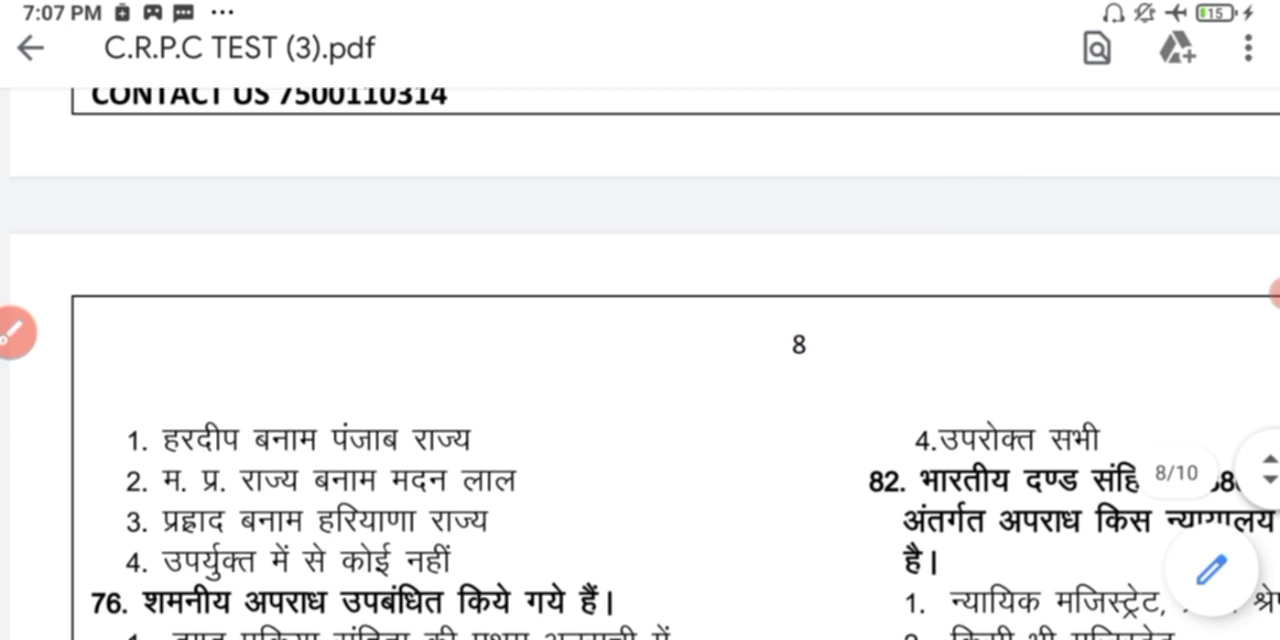 7:07 PM
15
C.R.P.C TEST (3).pdf
CONTACT US 7500110314
8
1. हरदीप बनाम पंजाब राज्य
2. म. प्र. राज्य बनाम मदन लाल
3. प्रह्लाद बनाम हरियाणा राज्य
4. उपर्युक्त में से कोई नहीं
76. शमनीय अपराध उपबंधित किये गये हैं।
4.उपरोक्त सभी
8/10
82. भारतीय दण्ड
अंतर्गत अपराध किस न्यायालय
है।
1. न्यायिक मजिस्ट्रेट,